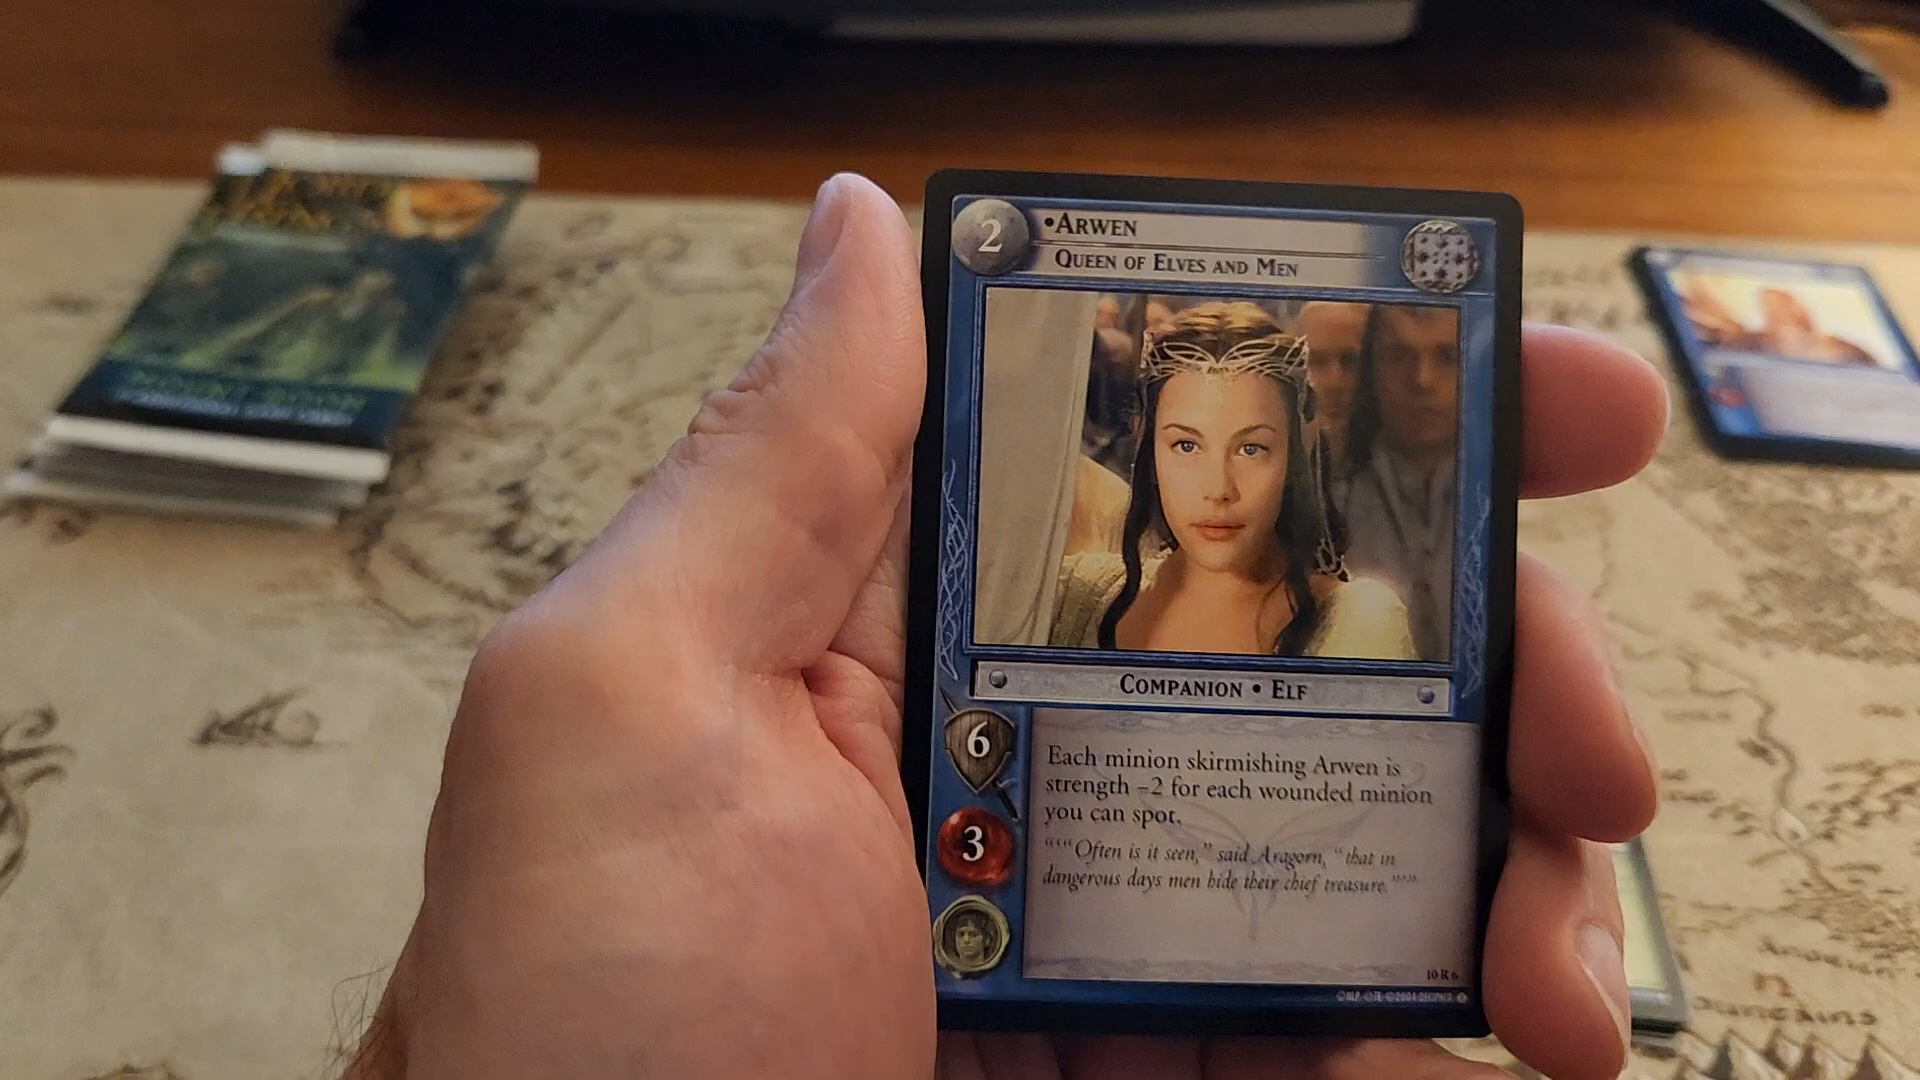 2
•ARWEN
QUEEN OF ELVES AND MEN
COMPANION • ELF
6
3
Each minion skirmishing Arwen is
strength –2 for each wounded minion
you can spot.
““““Often is it seen,” said Aragorn, “that in
dangerous days men hide their chief treasure.”””
10 R 6
MOUNT DOOM